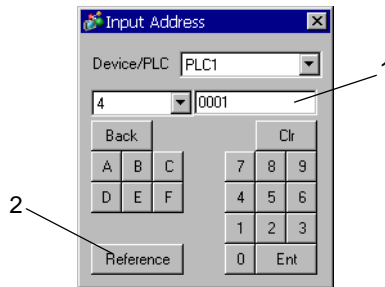 Input Address
Device/PLC PLC1
4 0001 1
Back Clr
A B C 7 8 9
D E F 4 5 6
2
1 2 3
Reference 0 Ent